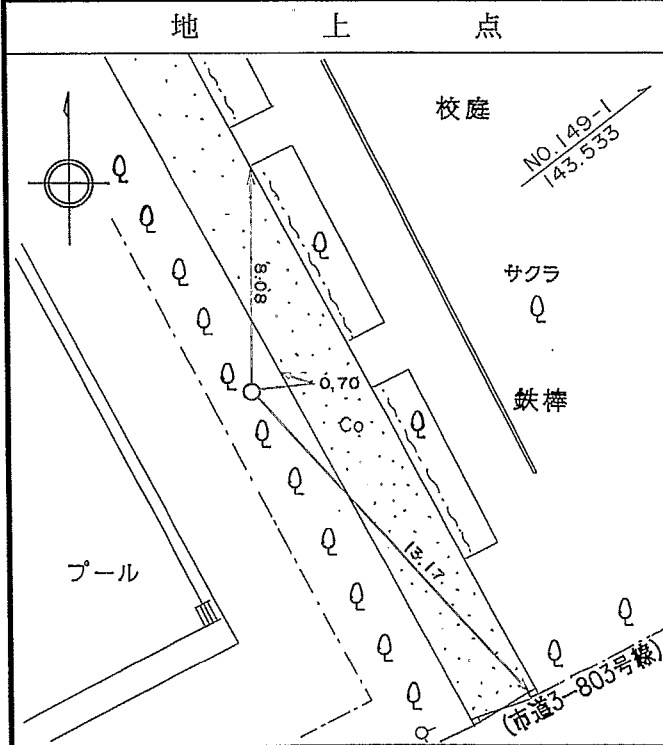 地上点
校庭
NO.149-1
143.533
サクラ
8.08
0.70
鉄棒
Co
13.17
プール
(市道3-803号線)